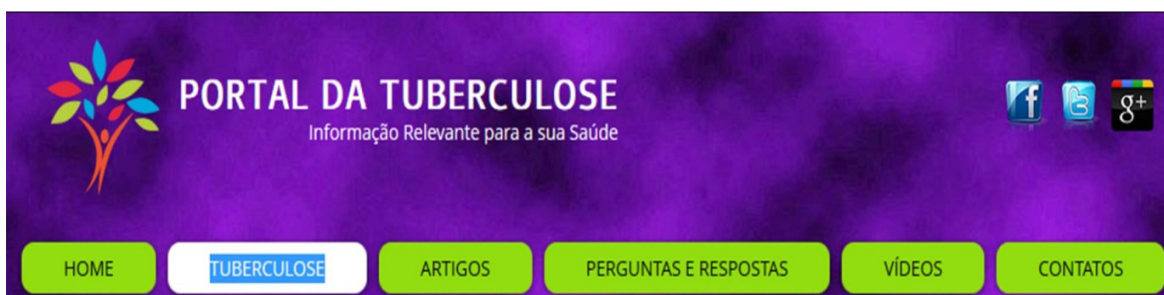 PORTAL DA TUBERCULOSE
Informação Relevante para a sua Saúde
f
g+
HOME TUBERCULOSE ARTIGOS PERGUNTAS E RESPOSTAS VÍDEOS CONTATOS